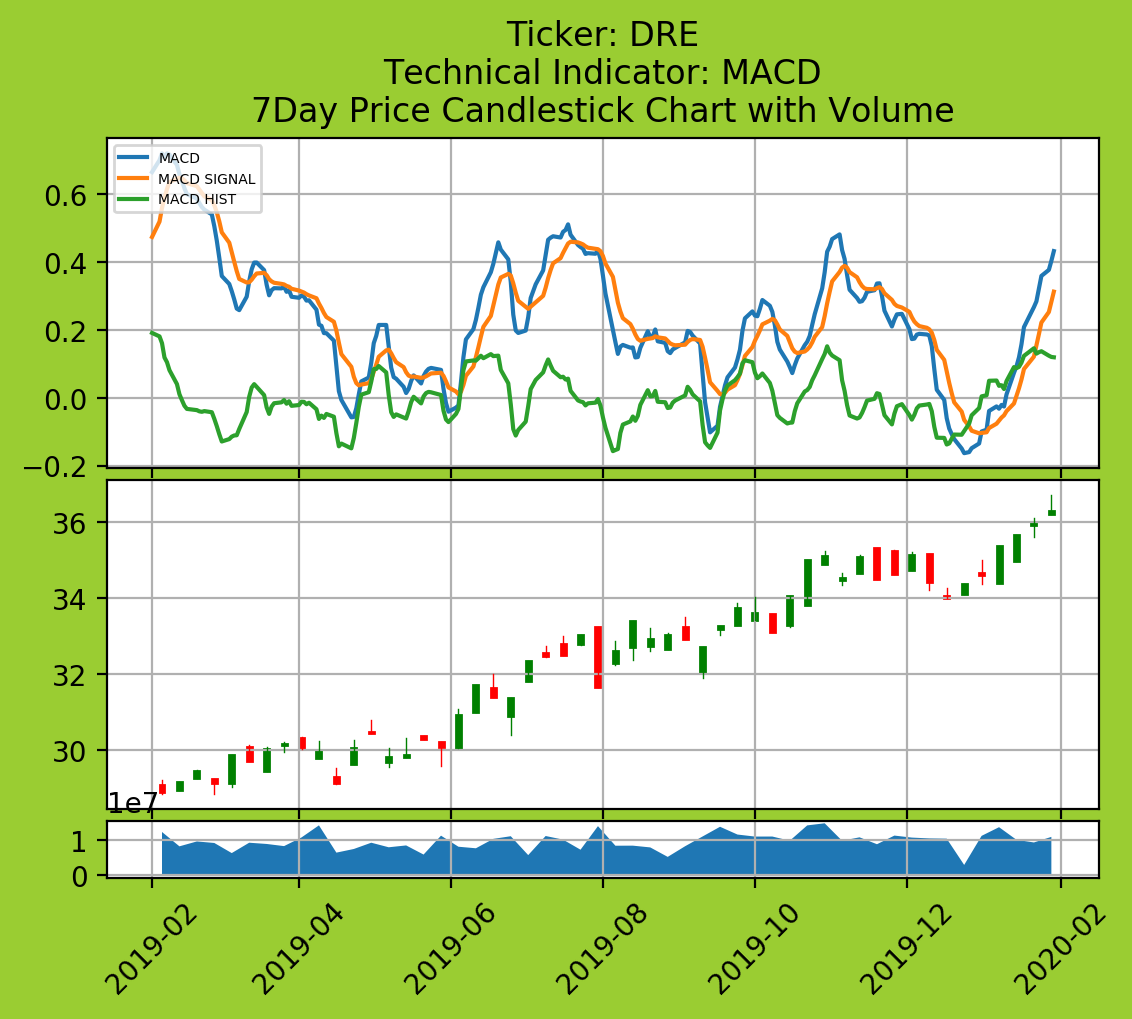 Ticker: DRE
Technical Indicator: MACD
7Day Price Candlestick Chart with Volume
MACD
MACD SIGNAL
MACD HIST
0.6
0.4
0.2
0.0
−0.2
36
34
32
30
1e7
1
0
2019-02
2019-04
2019-06
2019-08
2019-10
2019-12
2020-02